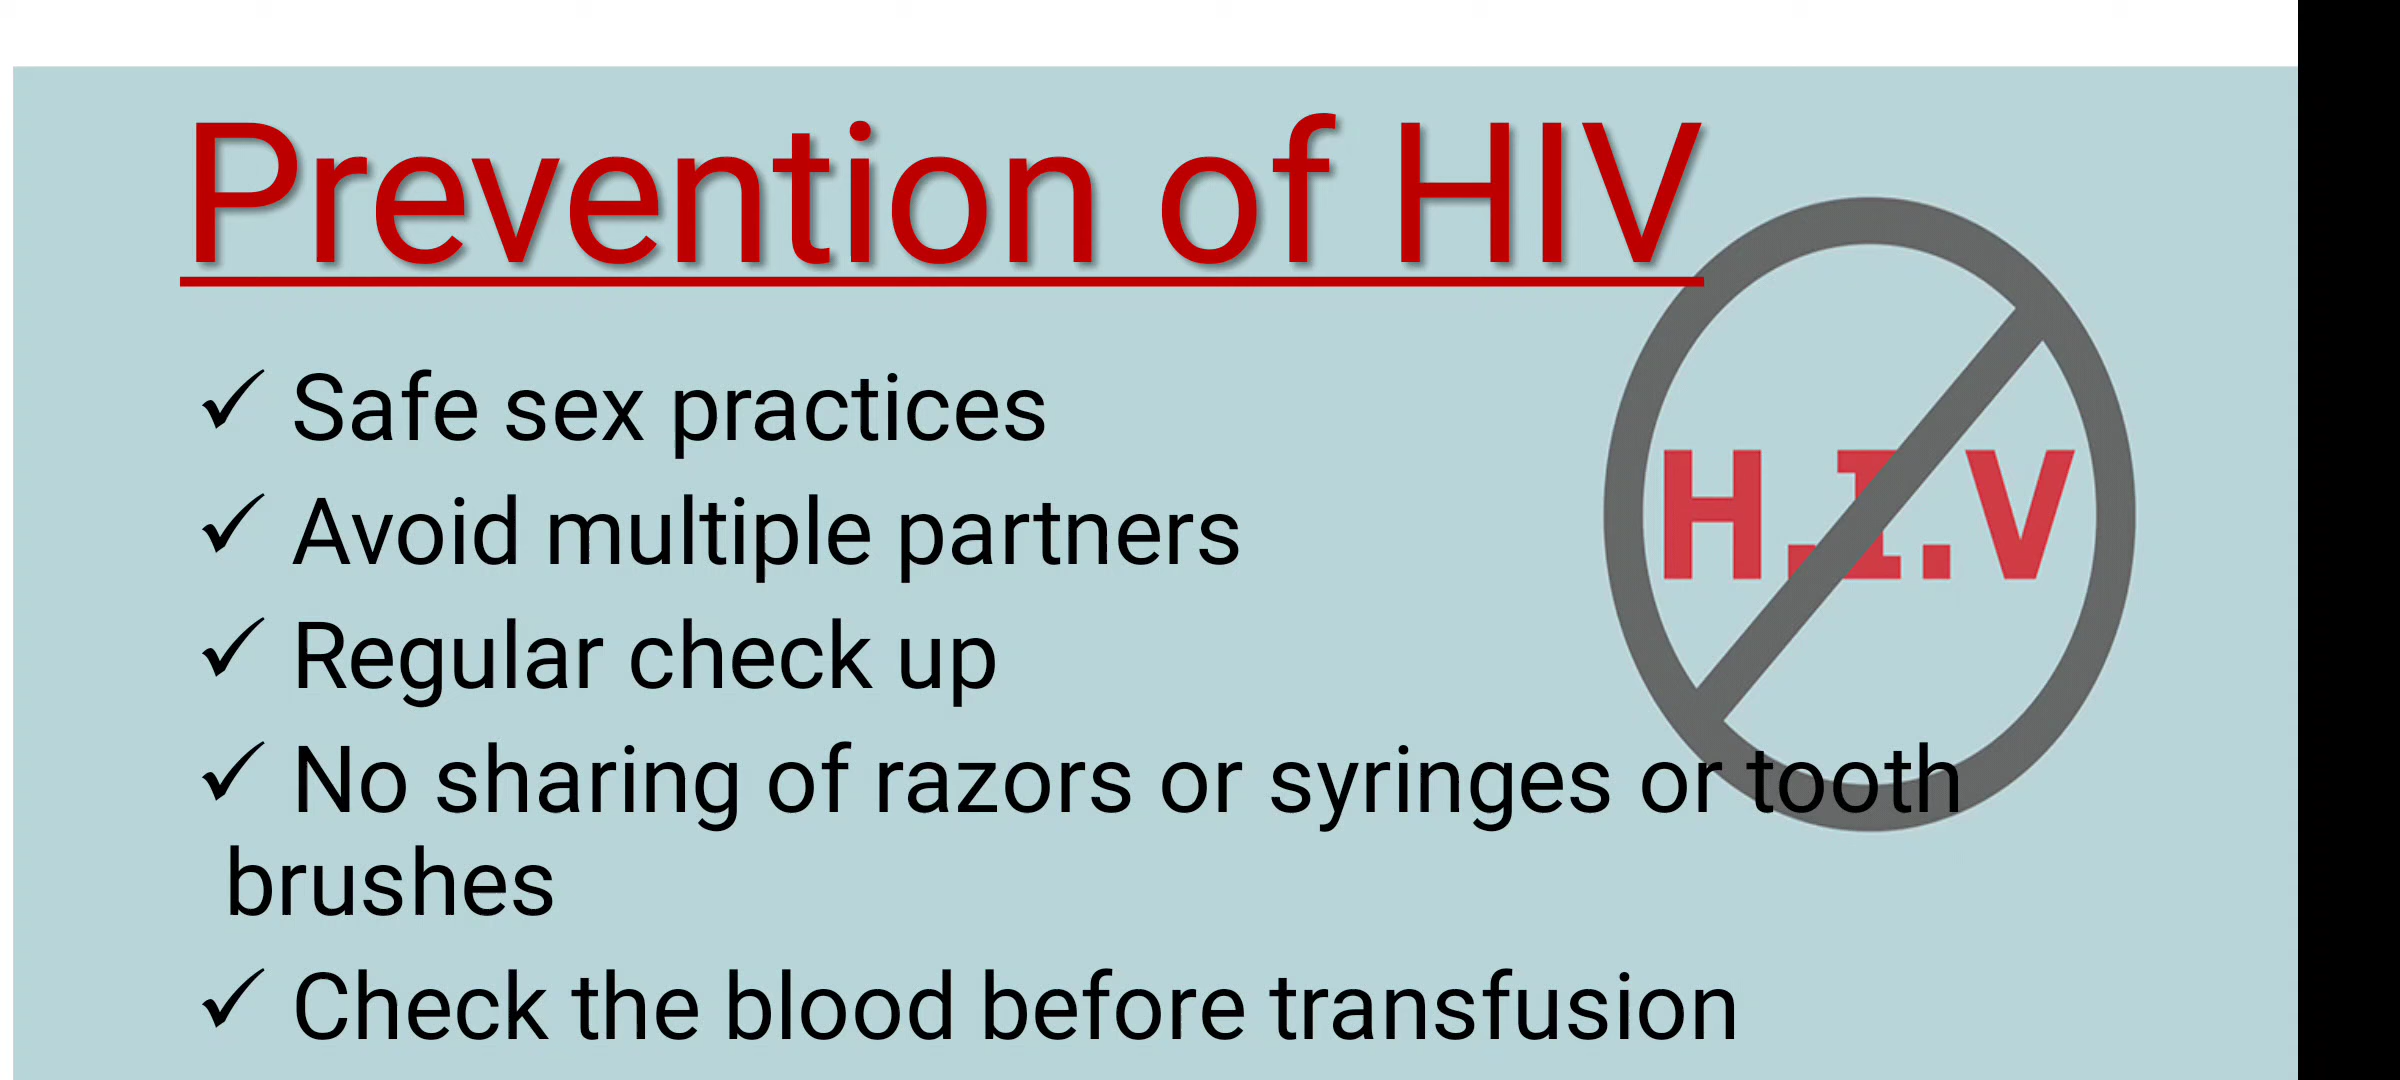 Prevention of HIV
✓ Safe sex practices
✓ Avoid multiple partners
✓ Regular check up
✓ No sharing of razors or syringes or tooth
brushes
✓ Check the blood before transfusion
H.I.V